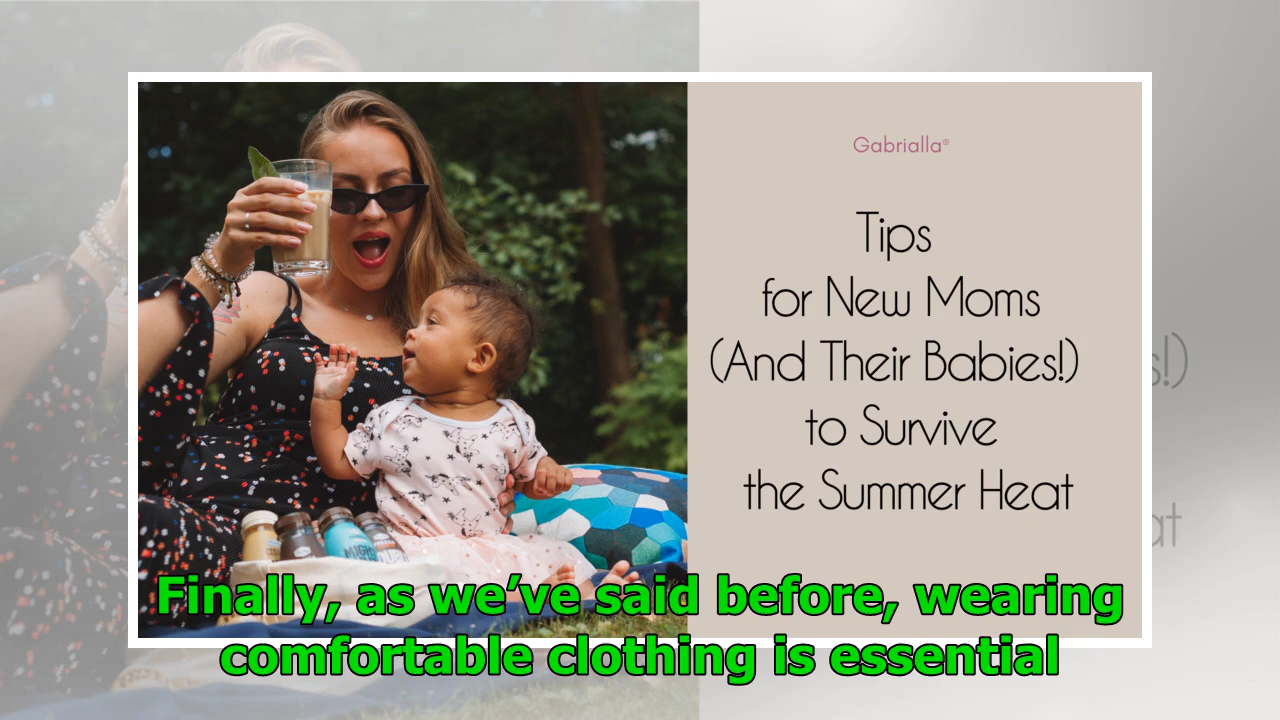 Gabrialla®
Tips
for New Moms
(And Their Babies!)
to Survive
the Summer Heat
s!)
at
Finally, as we’ve said before, wearing
comfortable clothing is essential